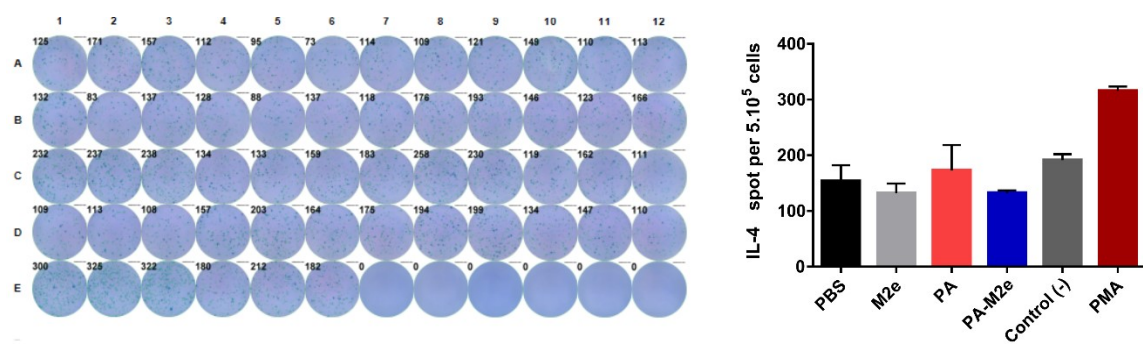 1 2 3 4 5 6 7 8 9 10 11 12
A 125 171 157 112 95 73 114 109 121 149 110 113
B 132 83 137 128 88 137 118 176 193 146 123 166
C 232 237 238 134 133 159 183 258 230 119 162 111
D 109 113 108 157 203 164 175 194 199 134 147 110
E 300 325 322 180 212 182 0 0 0 0 0 0
IL-4 spot per 5.10⁵ cells
400
300
200
100
0
PBS M2e PA PA-M2e Control (-) PMA